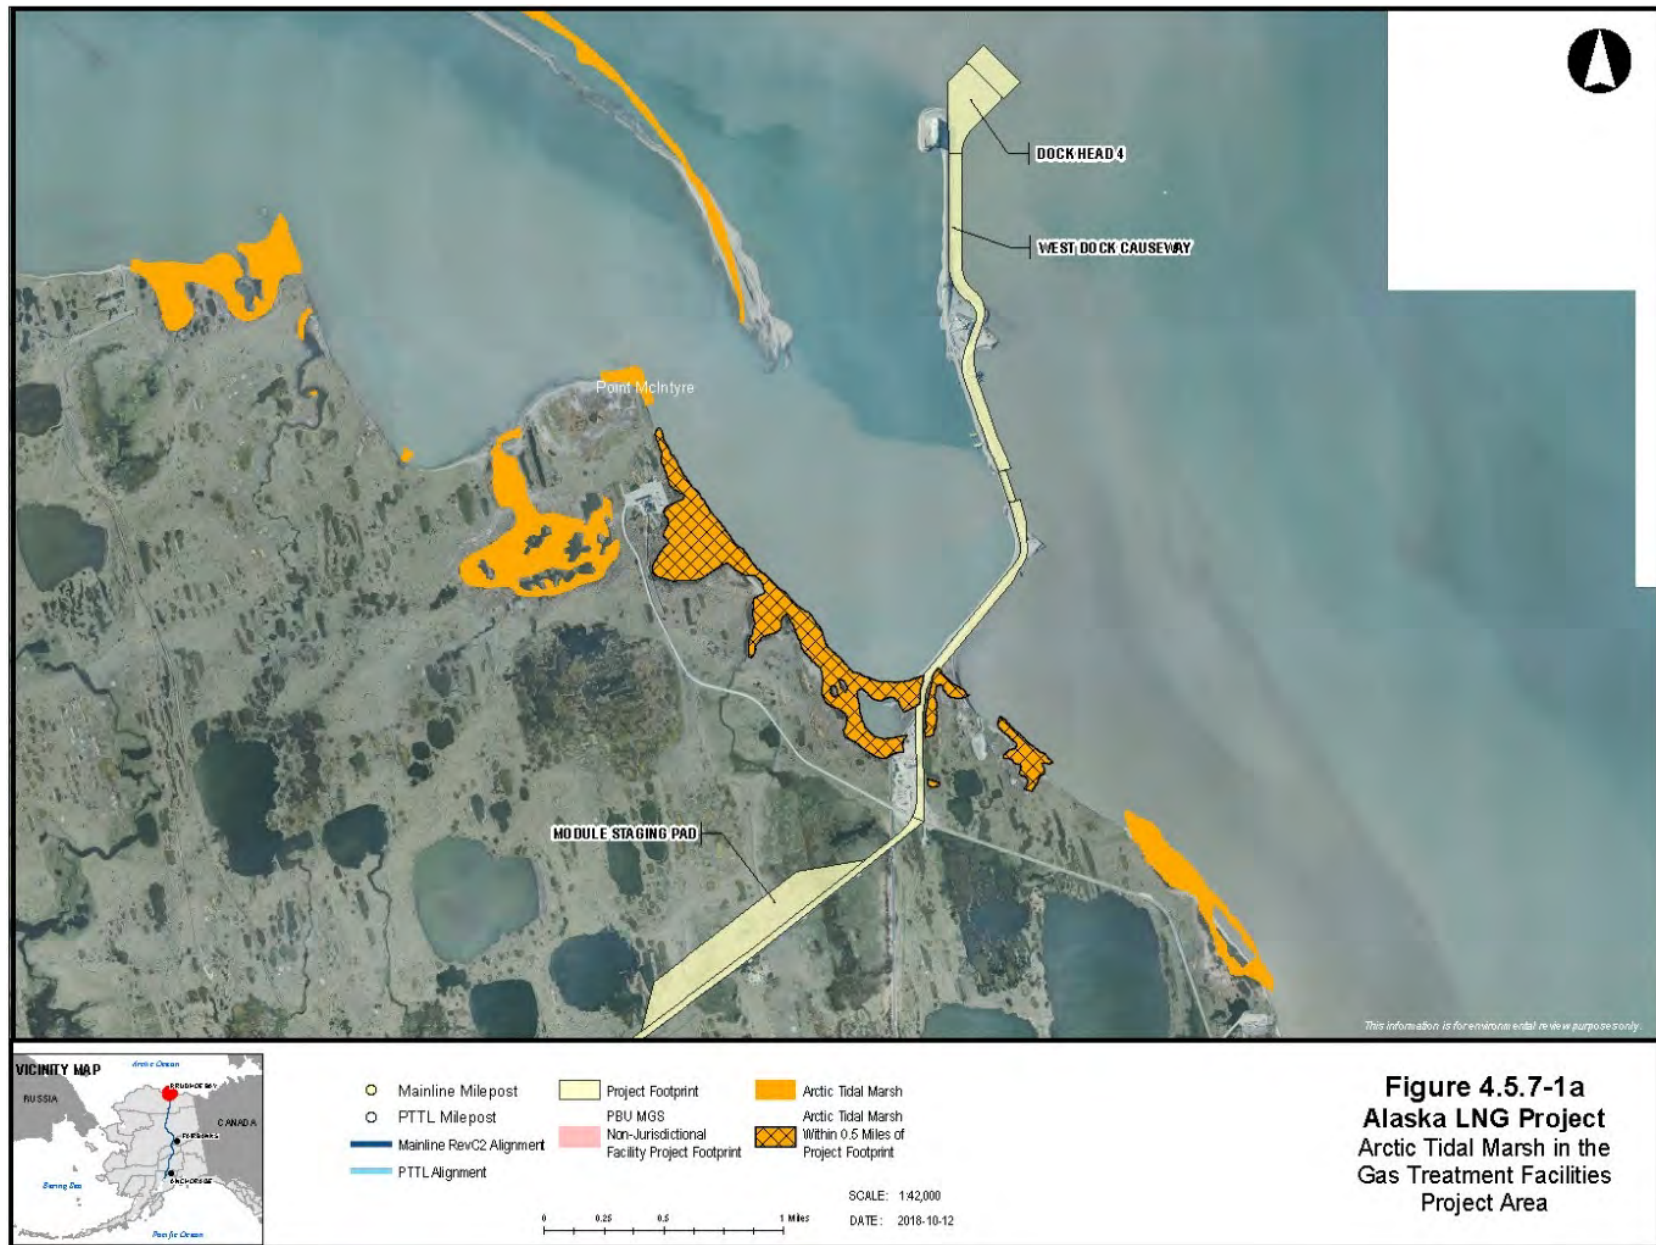 DOCK HEAD 4
WEST DOCK CAUSEWAY
Point McIntyre
MODULE STAGING PAD
This information is for environmental review purposes only.
VICINITY MAP
Arctic Ocean
PRUDHOE BAY
RUSSIA
CANADA
FAIRBANKS
ANCHORAGE
Bering Sea
Pacific Ocean
Mainline Milepost
PTTL Milepost
Mainline RevC2 Alignment
PTTL Alignment
Project Footprint
PBU MGS
Non-Jurisdictional
Facility Project Footprint
Arctic Tidal Marsh
Arctic Tidal Marsh
Within 0.5 Miles of
Project Footprint
0 0.25 0.5 1 Miles
SCALE: 1:42,000
DATE: 2018-10-12
Figure 4.5.7-1a
Alaska LNG Project
Arctic Tidal Marsh in the
Gas Treatment Facilities
Project Area